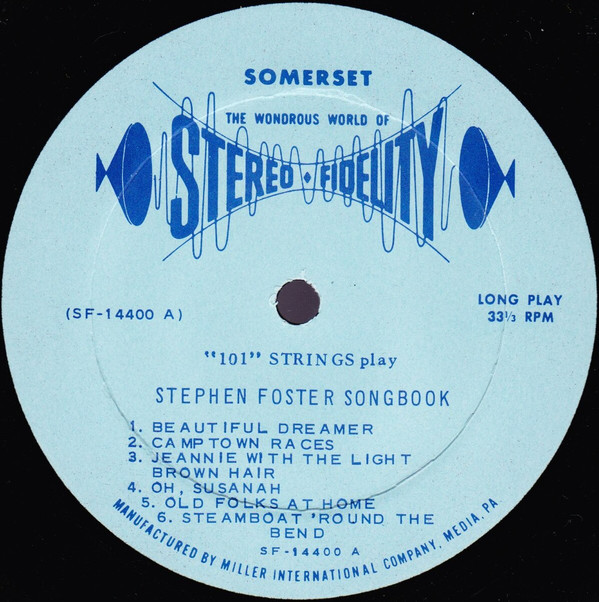 SOMERSET
THE WONDROUS WORLD OF
STEREO • FIDELITY
(SF-14400 A)
LONG PLAY
33⅓ RPM
"101" STRINGS play
STEPHEN FOSTER SONGBOOK
1. BEAUTIFUL DREAMER
2. CAMPTOWN RACES
3. JEANNIE WITH THE LIGHT
BROWN HAIR
4. OH, SUSANAH
5. OLD FOLKS AT HOME
6. STEAMBOAT 'ROUND THE
BEND
SF-14400 A
MANUFACTURED BY MILLER INTERNATIONAL COMPANY, MEDIA, PA.